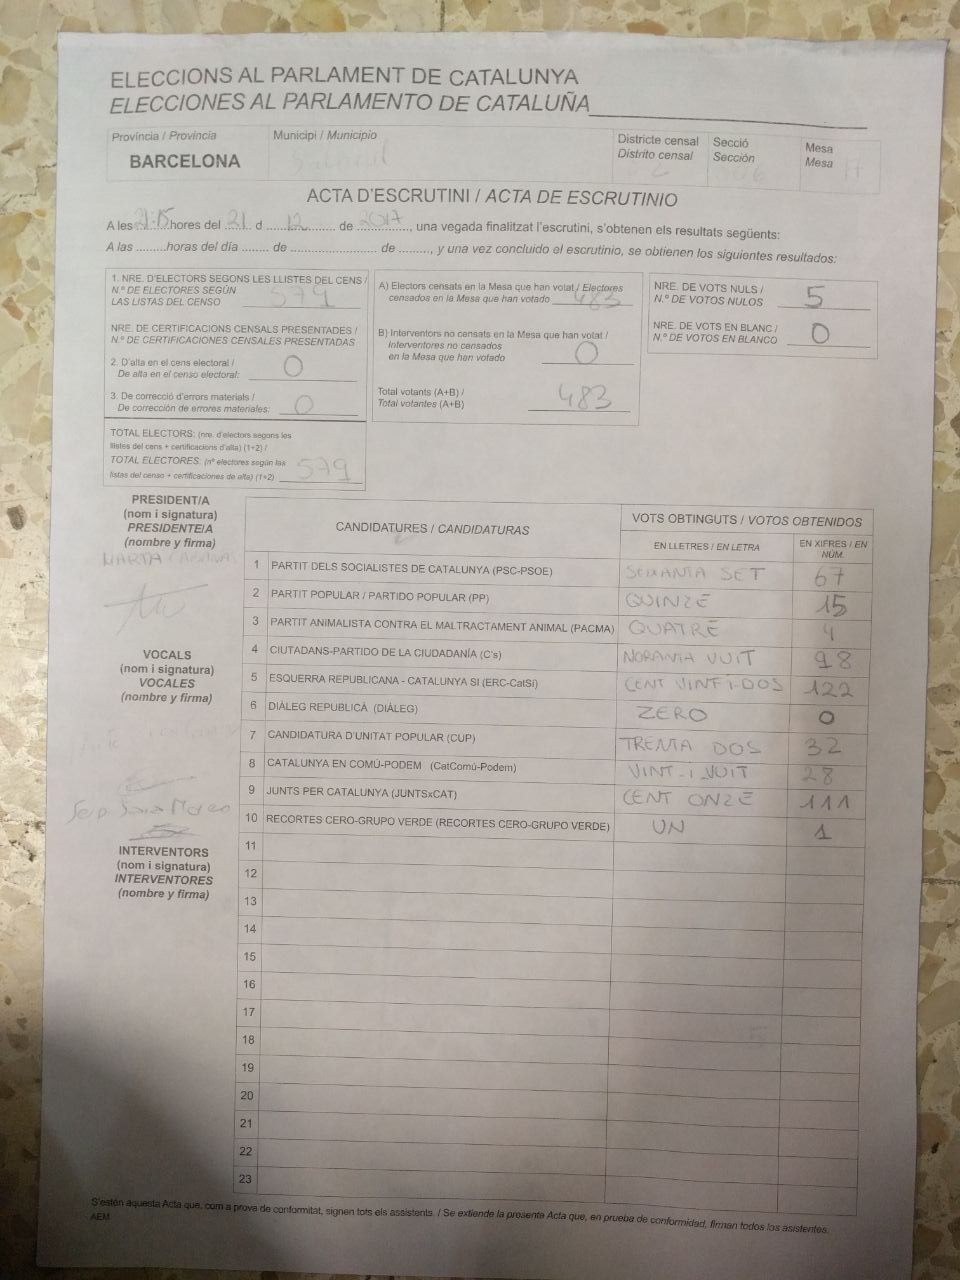 ELECCIONS AL PARLAMENT DE CATALUNYA
ELECCIONES AL PARLAMENTO DE CATALUÑA
Província / Provincia
BARCELONA
Municipi / Municipio
Districte censal
Distrito censal
Secció
Sección
06
Mesa
Mesa
ACTA D'ESCRUTINI / ACTA DE ESCRUTINIO
A les 21:15 hores del 21 d 12 de 2017, una vegada finalitzat l'escrutini, s'obtenen els resultats següents:
A las .........horas del día ........ de ........................... de ........., y una vez concluido el escrutinio, se obtienen los siguientes resultados:
1. NRE. D'ELECTORS SEGONS LES LLISTES DEL CENS /
N.º DE ELECTORES SEGÚN
LAS LISTAS DEL CENSO 579
NRE. DE CERTIFICACIONS CENSALS PRESENTADES /
N.º DE CERTIFICACIONES CENSALES PRESENTADAS
2. D'alta en el cens electoral /
De alta en el censo electoral: 0
3. De correcció d'errors materials /
De corrección de errores materiales: 0
TOTAL ELECTORS: (nre. d'electors segons les
llistes del cens + certificacions d'alta) (1+2) /
TOTAL ELECTORES: (nº electores según las
listas del censo + certificaciones de alta) (1+2) 579
A) Electors censats en la Mesa que han votat / Electores
censados en la Mesa que han votado 483
B) Interventors no censats en la Mesa que han votat /
Interventores no censados
en la Mesa que han votado 0
Total votants (A+B) /
Total votantes (A+B) 483
NRE. DE VOTS NULS /
N.º DE VOTOS NULOS 5
NRE. DE VOTS EN BLANC /
N.º DE VOTOS EN BLANCO 0
PRESIDENT/A
(nom i signatura)
PRESIDENTE/A
(nombre y firma)
MARTA
VOCALS
(nom i signatura)
VOCALES
(nombre y firma)
INTERVENTORS
(nom i signatura)
INTERVENTORES
(nombre y firma)
CANDIDATURES / CANDIDATURAS
VOTS OBTINGUTS / VOTOS OBTENIDOS
EN LLETRES / EN LETRA
EN XIFRES / EN NÚM.
1 PARTIT DELS SOCIALISTES DE CATALUNYA (PSC-PSOE) SEIXANTA SET 67
2 PARTIT POPULAR / PARTIDO POPULAR (PP) QUINZE 15
3 PARTIT ANIMALISTA CONTRA EL MALTRACTAMENT ANIMAL (PACMA) QUATRE 4
4 CIUTADANS-PARTIDO DE LA CIUDADANÍA (C's) NORANTA VUIT 98
5 ESQUERRA REPUBLICANA - CATALUNYA SÍ (ERC-CatSí) CENT VINT-I-DOS 122
6 DIÀLEG REPUBLICÀ (DIÀLEG) ZERO 0
7 CANDIDATURA D'UNITAT POPULAR (CUP) TRENTA DOS 32
8 CATALUNYA EN COMÚ-PODEM (CatComú-Podem) VINT-I-VUIT 28
9 JUNTS PER CATALUNYA (JUNTSxCAT) CENT ONZE 111
10 RECORTES CERO-GRUPO VERDE (RECORTES CERO-GRUPO VERDE) UN 1
11
12
13
14
15
16
17
18
19
20
21
22
23
S'estén aquesta Acta que, com a prova de conformitat, signen tots els assistents. / Se extiende la presente Acta que, en prueba de conformidad, firman todos los asistentes.
AEM